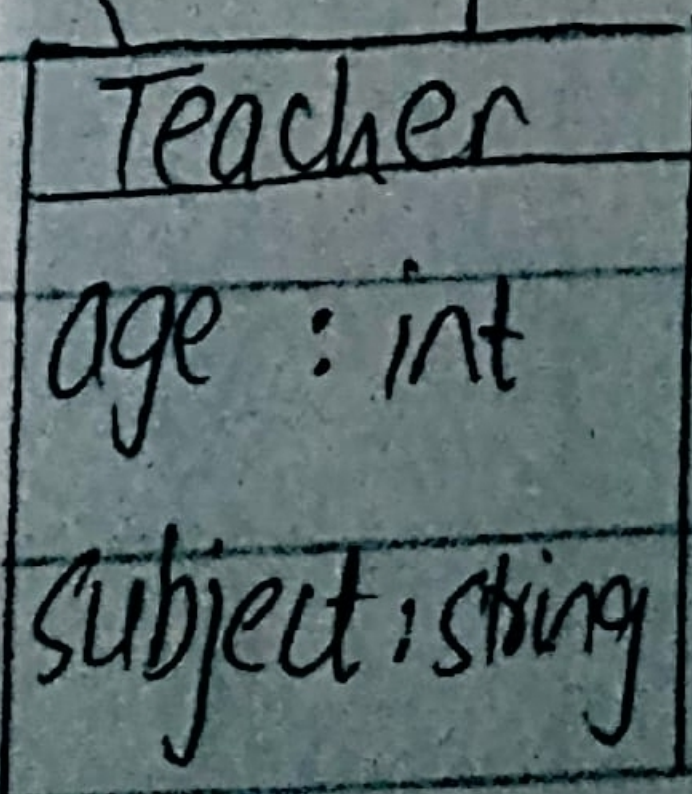 Teacher
age : int
subject : string